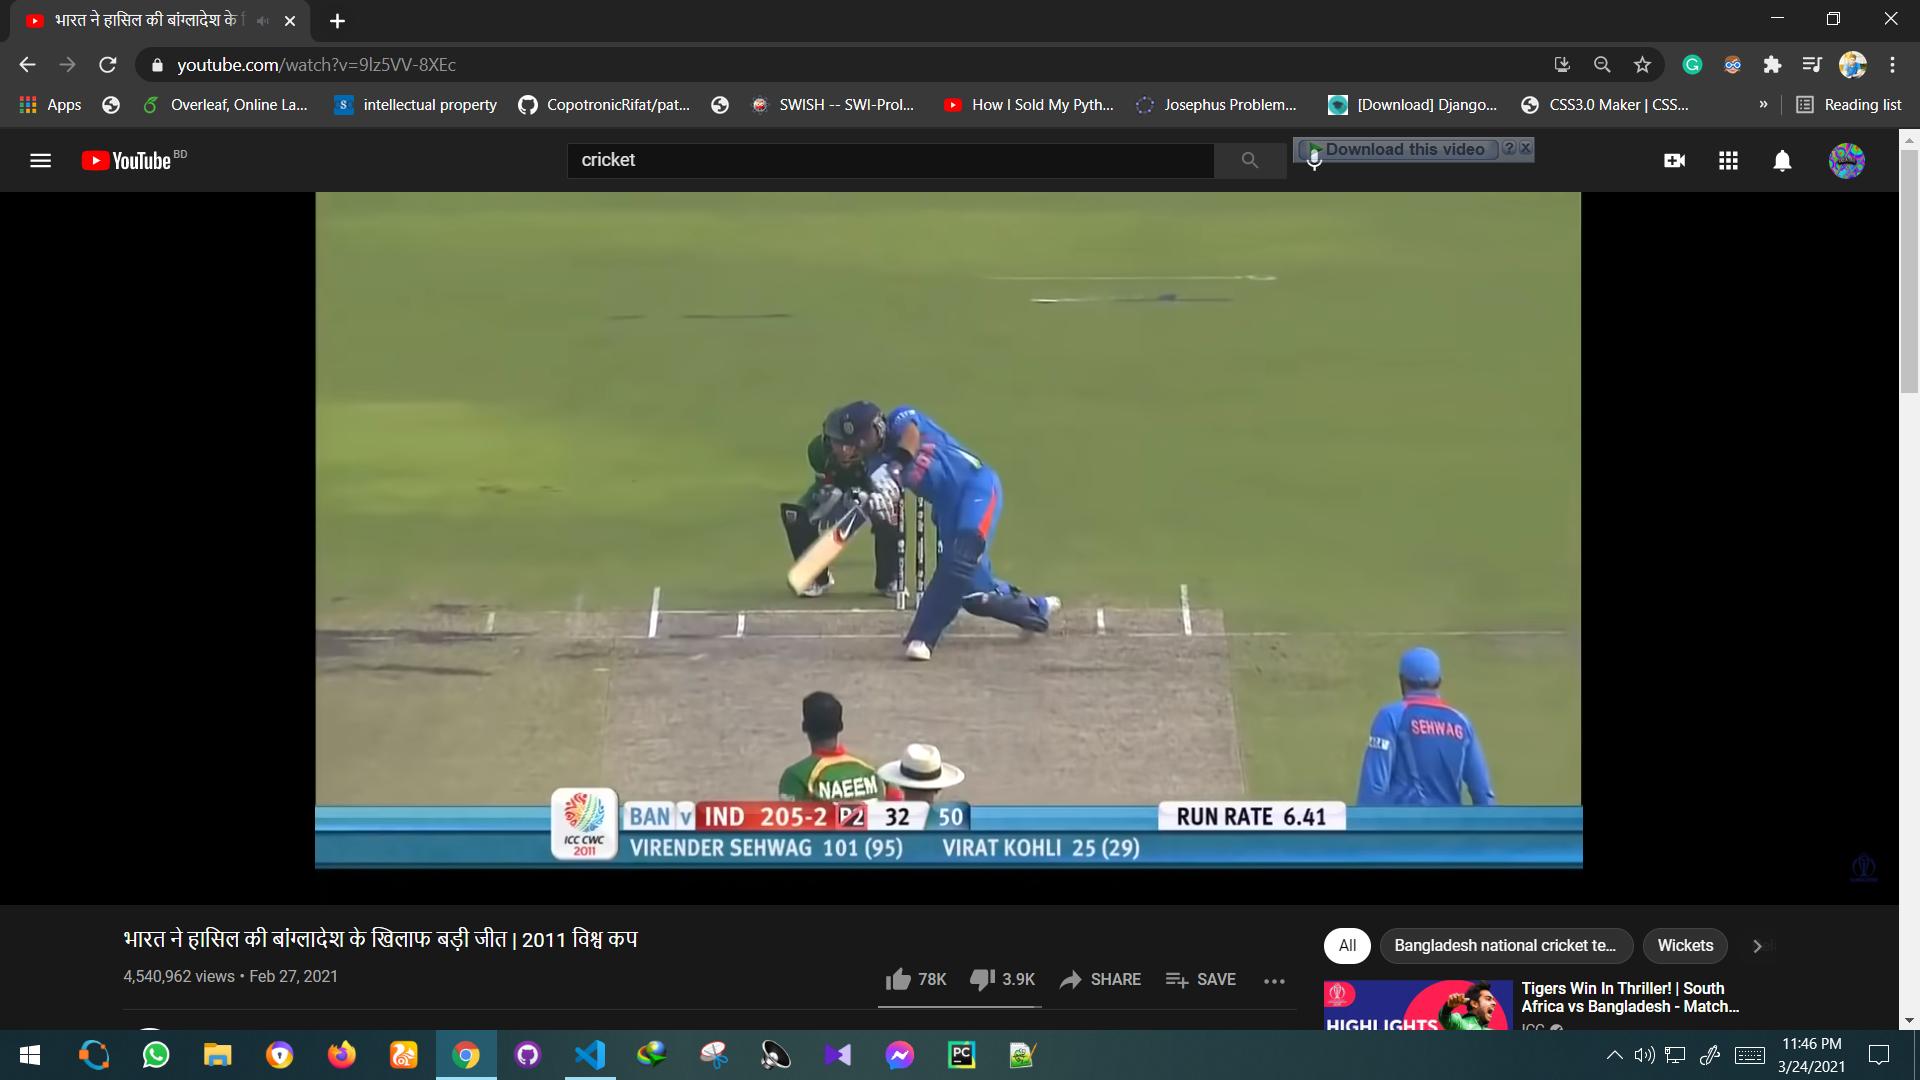 भारत ने हासिल की बांग्लादेश के
youtube.com/watch?v=9lz5VV-8XEc
Apps
Overleaf, Online La...
intellectual property
CopotronicRifat/pat...
SWISH -- SWI-Prol...
How I Sold My Pyth...
Josephus Problem...
[Download] Django...
CSS3.0 Maker | CSS...
»
Reading list
YouTube BD
cricket
Download this video
SEHWAG
NAEEM
BAN v IND 205-2 P2 32 50
RUN RATE 6.41
ICC CWC
2011
VIRENDER SEHWAG 101 (95) VIRAT KOHLI 25 (29)
भारत ने हासिल की बांग्लादेश के खिलाफ बड़ी जीत | 2011 विश्व कप
4,540,962 views • Feb 27, 2021
78K
3.9K
SHARE
SAVE
All
Bangladesh national cricket te...
Wickets
HIGHLIGHTS
Tigers Win In Thriller! | South
Africa vs Bangladesh - Match...
ICC
PC
11:46 PM
3/24/2021